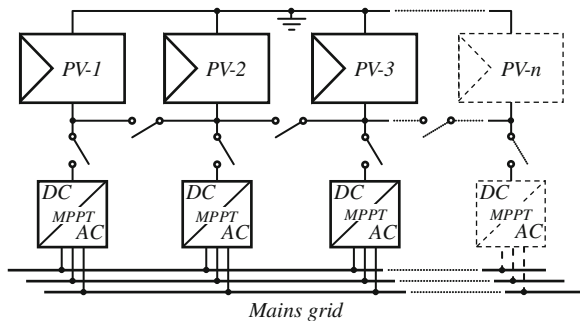 PV-1 PV-2 PV-3 PV-n
DC DC DC DC
MPPT MPPT MPPT MPPT
AC AC AC AC
Mains grid